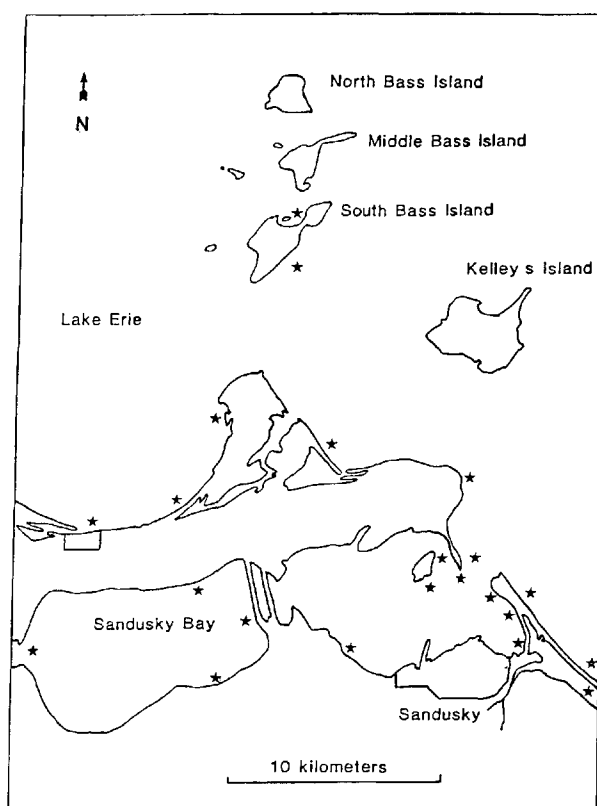 North Bass Island
N
Middle Bass Island
South Bass Island
Kelley s Island
Lake Erie
Sandusky Bay
Sandusky
10 kilometers